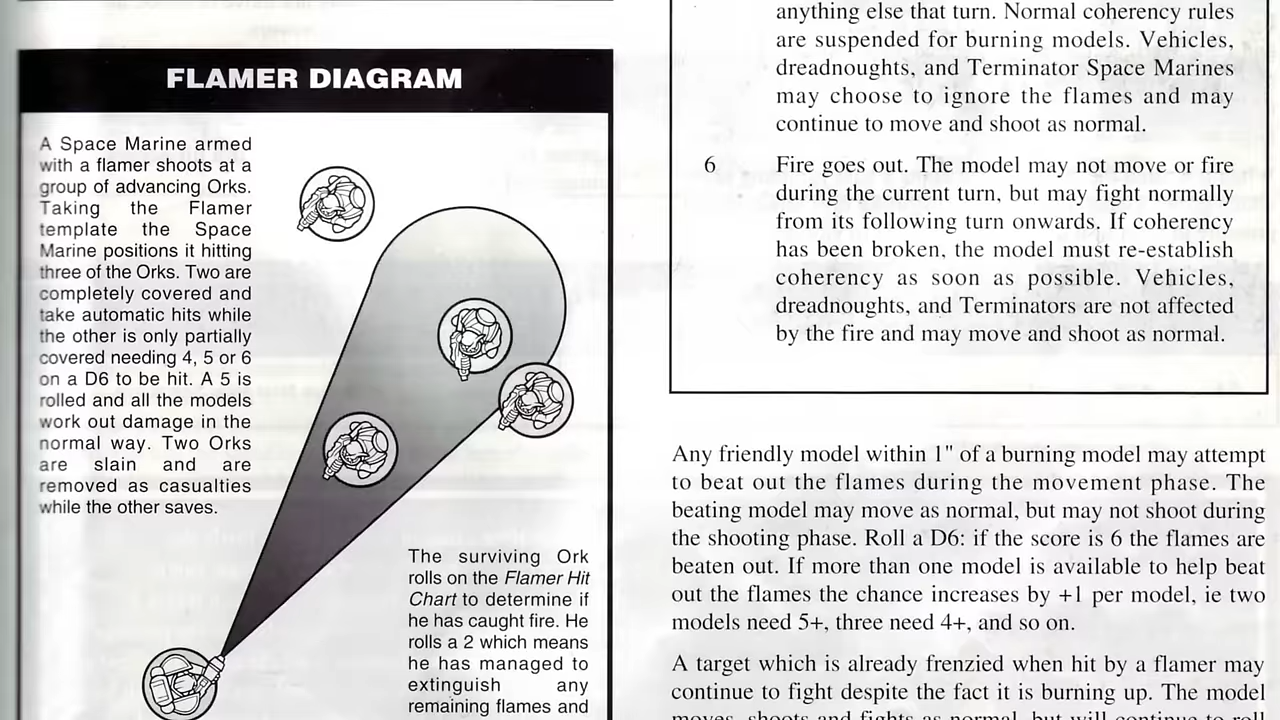 FLAMER DIAGRAM
A Space Marine armed
with a flamer shoots at a
group of advancing Orks.
Taking the Flamer
template the Space
Marine positions it hitting
three of the Orks. Two are
completely covered and
take automatic hits while
the other is only partially
covered needing 4, 5 or 6
on a D6 to be hit. A 5 is
rolled and all the models
work out damage in the
normal way. Two Orks
are slain and are
removed as casualties
while the other saves.
The surviving Ork
rolls on the Flamer Hit
Chart to determine if
he has caught fire. He
rolls a 2 which means
he has managed to
extinguish any
remaining flames and
anything else that turn. Normal coherency rules
are suspended for burning models. Vehicles,
dreadnoughts, and Terminator Space Marines
may choose to ignore the flames and may
continue to move and shoot as normal.
6 Fire goes out. The model may not move or fire
during the current turn, but may fight normally
from its following turn onwards. If coherency
has been broken, the model must re-establish
coherency as soon as possible. Vehicles,
dreadnoughts, and Terminators are not affected
by the fire and may move and shoot as normal.
Any friendly model within 1" of a burning model may attempt
to beat out the flames during the movement phase. The
beating model may move as normal, but may not shoot during
the shooting phase. Roll a D6: if the score is 6 the flames are
beaten out. If more than one model is available to help beat
out the flames the chance increases by +1 per model, ie two
models need 5+, three need 4+, and so on.
A target which is already frenzied when hit by a flamer may
continue to fight despite the fact it is burning up. The model
moves, shoots and fights as normal, but will continue to roll